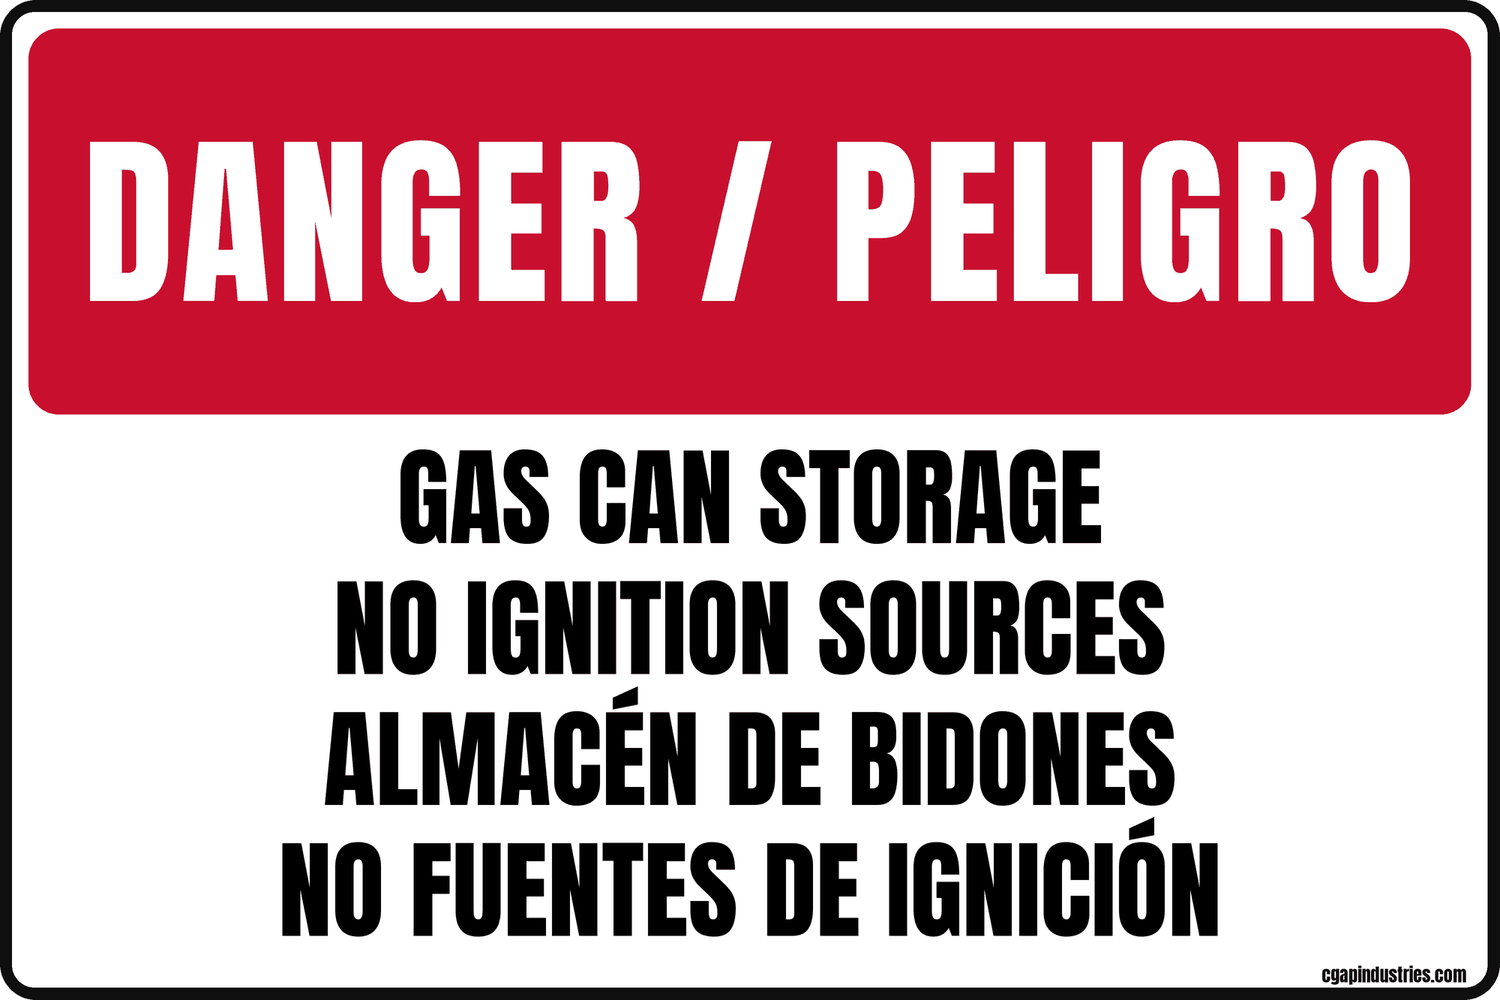 DANGER / PELIGRO
GAS CAN STORAGE
NO IGNITION SOURCES
ALMACÉN DE BIDONES
NO FUENTES DE IGNICIÓN
cgapindustries.com